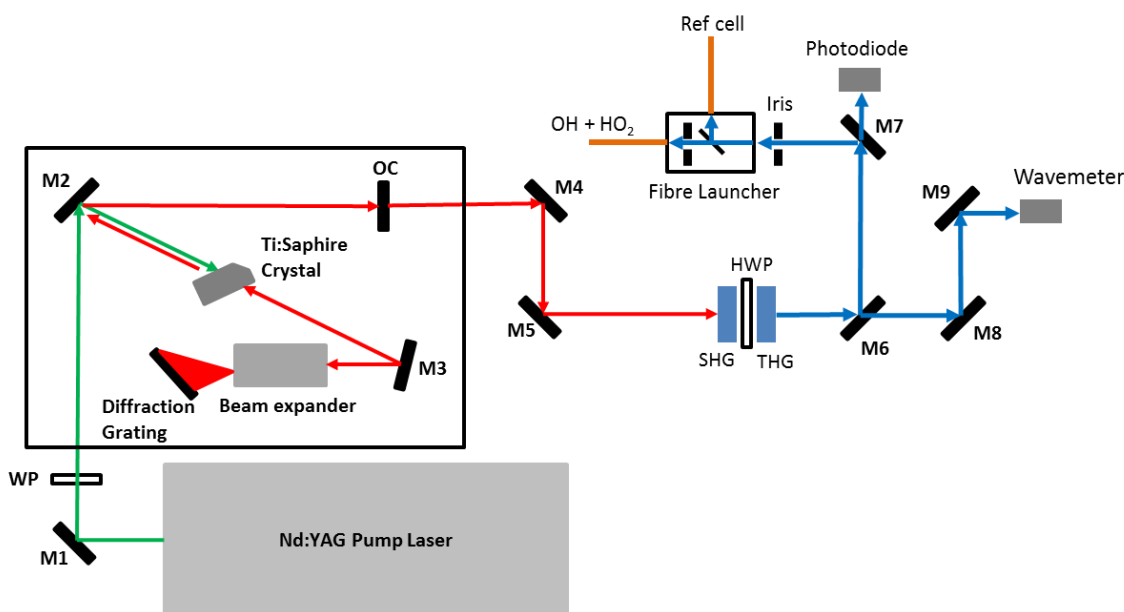 Ref cell
Photodiode
Iris
OH + HO₂
M7
Fibre Launcher
M2
OC
M4
M9
Wavemeter
Ti:Saphire
Crystal
HWP
M5
M6
M8
SHG
THG
M3
Diffraction
Grating
Beam expander
WP
M1
Nd:YAG Pump Laser